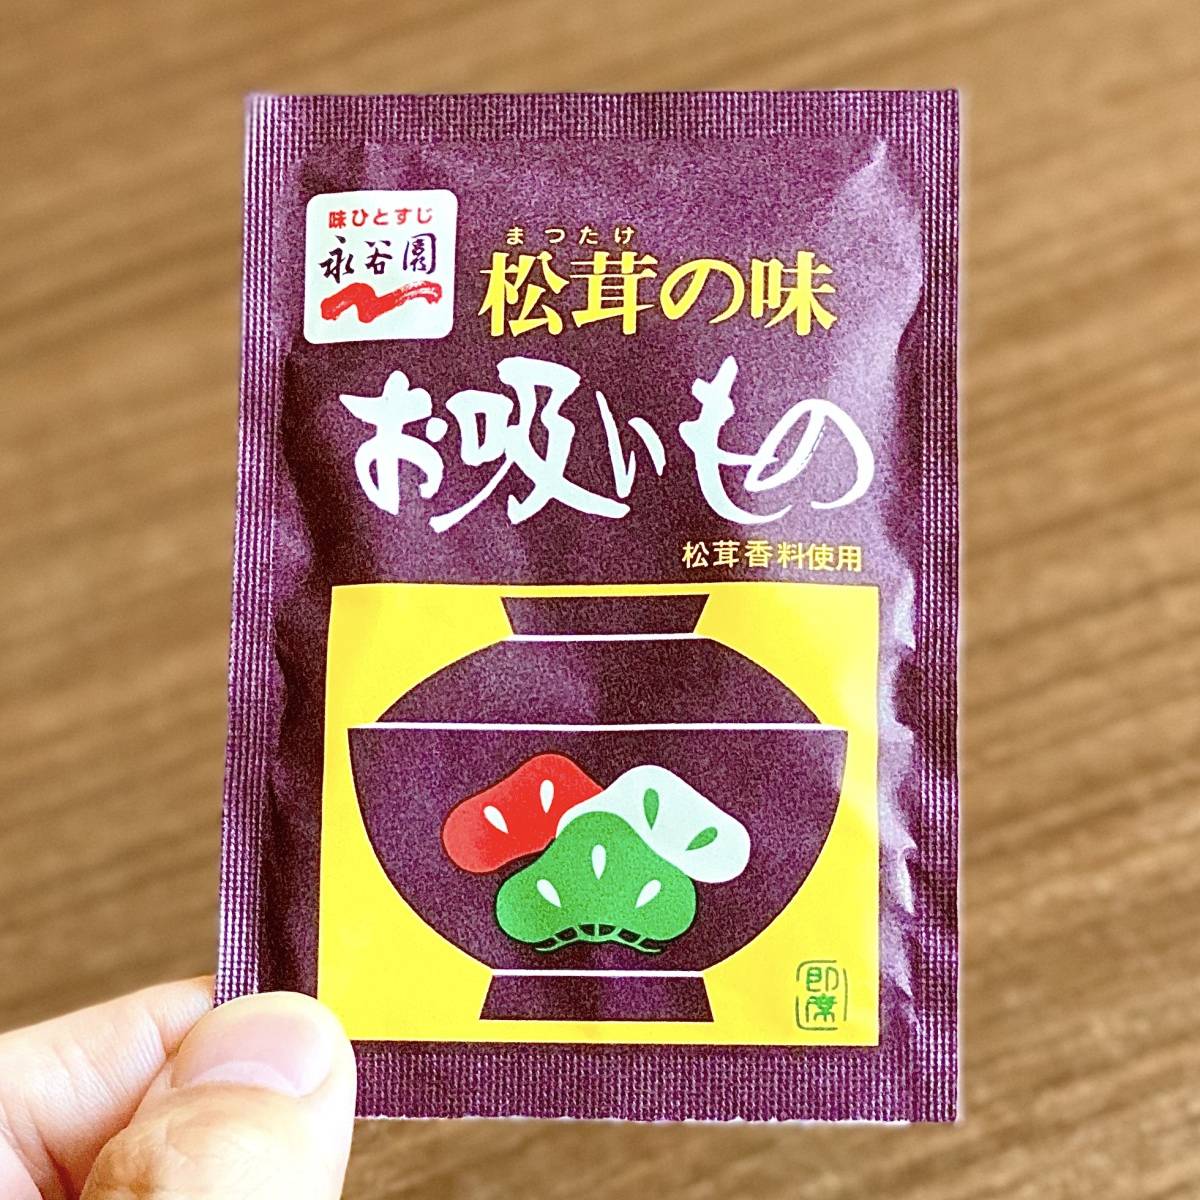 味ひとすじ
永谷園
まつたけ
松茸の味
お吸いもの
松茸香料使用
即席